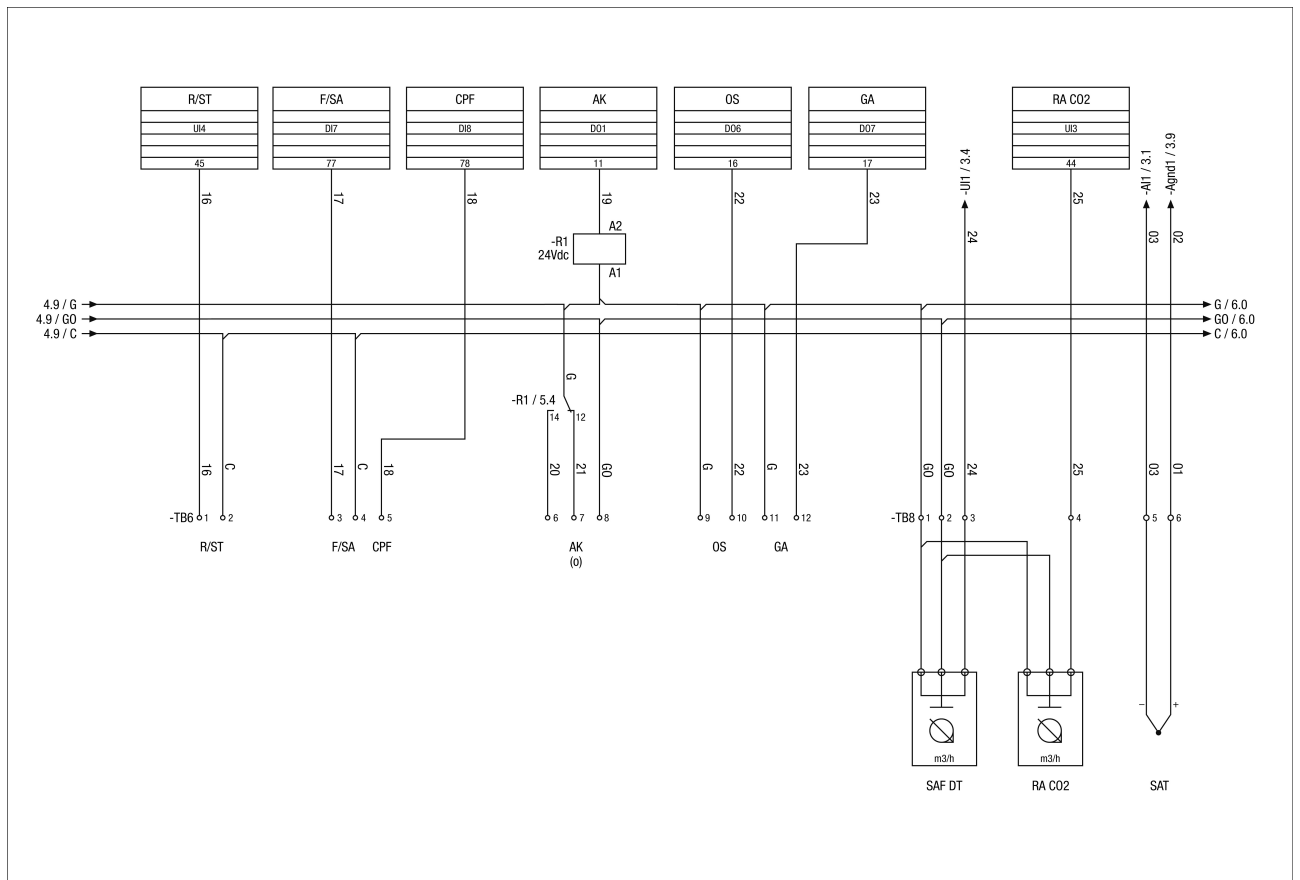 R/ST
F/SA
CPF
AK
OS
GA
RA CO2
UI4
DI7
DI8
DO1
DO6
DO7
UI3
45
77
78
11
16
17
44
-UI1 / 3.4
-AI1 / 3.1
-Agnd1 / 3.9
16
17
18
19
22
23
24
25
03
02
A2
-R1
24Vdc
A1
4.9 / G
G / 6.0
4.9 / GO
GO / 6.0
4.9 / C
C / 6.0
G
-R1 / 5.4
14
12
16
C
17
C
18
20
21
GO
G
22
G
23
GO
GO
24
25
03
01
-TB6
1
2
3
4
5
6
7
8
9
10
11
12
-TB8
1
2
3
4
5
6
R/ST
F/SA
CPF
AK
(o)
OS
GA
–
+
m3/h
m3/h
SAF DT
RA CO2
SAT